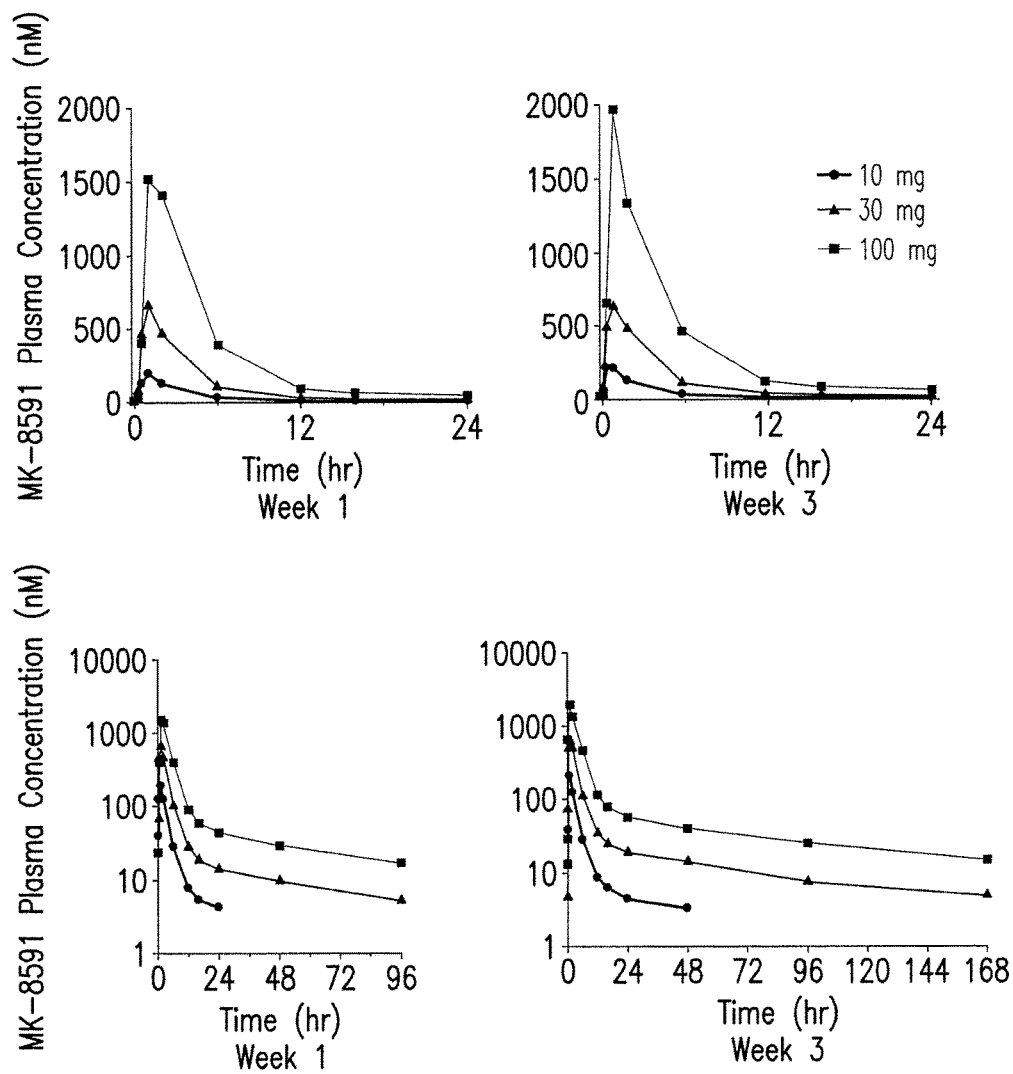 MK-8591 Plasma Concentration (nM)
2000
1500
1000
500
0
0 12 24
Time (hr)
Week 1
2000
1500
1000
500
0
0 12 24
Time (hr)
Week 3
10 mg
30 mg
100 mg
MK-8591 Plasma Concentration (nM)
10000
1000
100
10
1
0 24 48 72 96
Time (hr)
Week 1
10000
1000
100
10
1
0 24 48 72 96 120 144 168
Time (hr)
Week 3